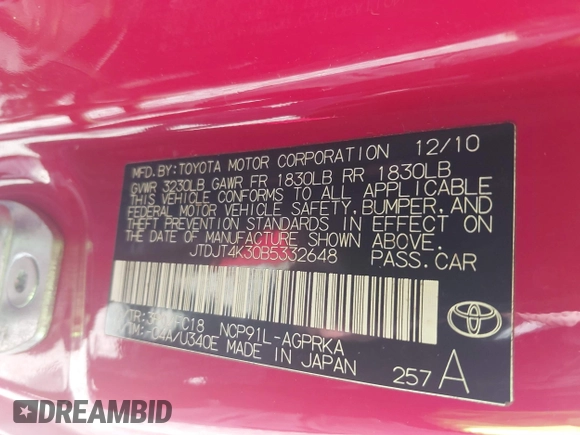 MFD.BY:TOYOTA MOTOR CORPORATION 12/10
GVWR 3230LB GAWR FR 1830LB RR 1830LB
THIS VEHICLE CONFORMS TO ALL APPLICABLE
FEDERAL MOTOR VEHICLE SAFETY, BUMPER, AND
THEFT PREVENTION STANDARDS IN EFFECT ON
THE DATE OF MANUFACTURE SHOWN ABOVE.
JTDJT4K30B5332648 PASS.CAR
NCP91L-AGPRKA
/U340E MADE IN JAPAN
257 A
DREAMBID